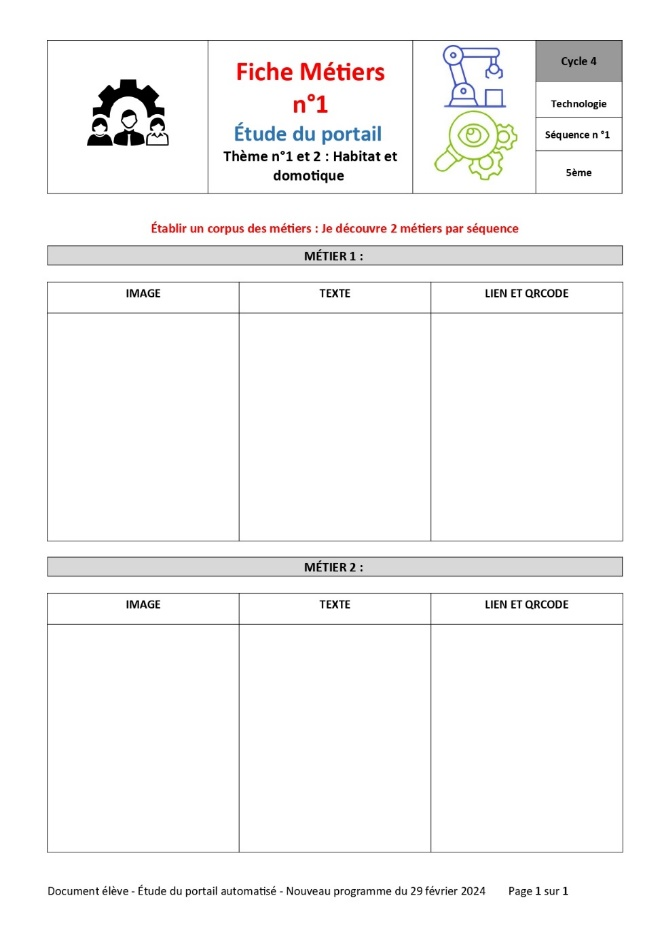 Fiche Métiers
n°1
Étude du portail
Thème n°1 et 2 : Habitat et
domotique
Cycle 4
Technologie
Séquence n °1
5ème
Établir un corpus des métiers : Je découvre 2 métiers par séquence
MÉTIER 1 :
IMAGE TEXTE LIEN ET QRCODE
MÉTIER 2 :
IMAGE TEXTE LIEN ET QRCODE
Document élève - Étude du portail automatisé - Nouveau programme du 29 février 2024 Page 1 sur 1